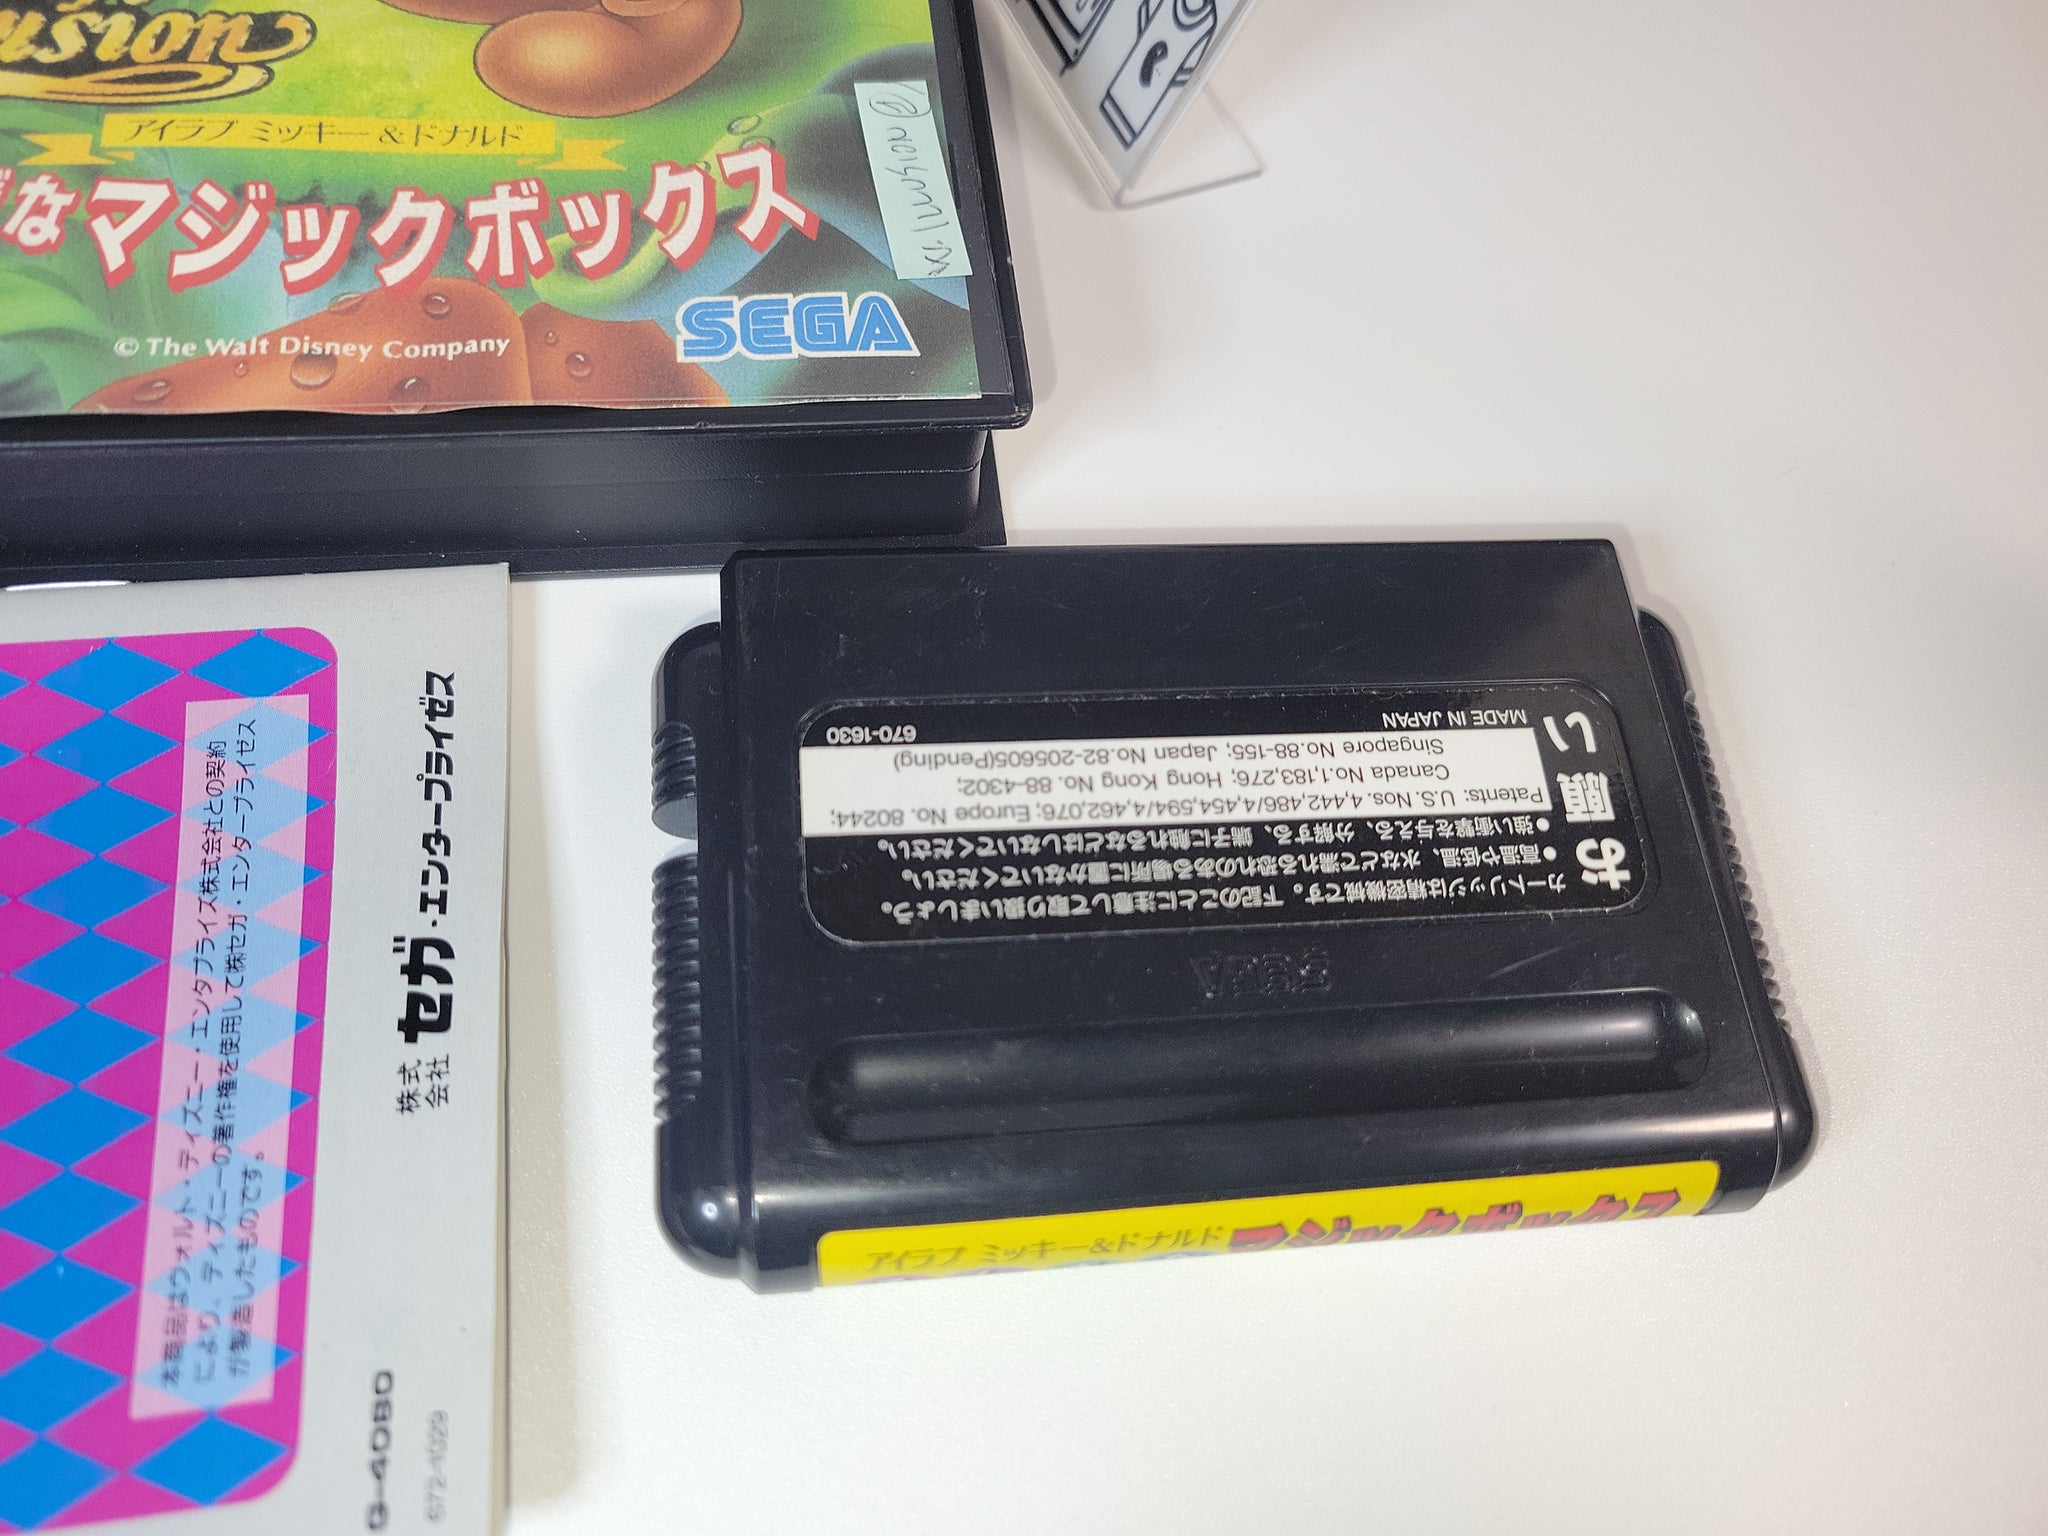 アイラブ ミッキー&ドナルド
なマジックボックス
ILLUSION
SEGA
© The Walt Disney Company
本商品はウォルト・ディズニー・エンタプライズ株式会社との契約
により、ディズニーの著作権を使用して㈱セガ・エンタープライゼス
が製造したものです。
株式会社 セガ・エンタープライゼス
G-4080
672-1029
お願い
カートリッジは精密機械です。下記のことに注意して取り扱いましょう。
●高温や低温、水などで濡れる恐れのある場所に置かないでください。
●強い衝撃を与える、分解する、端子に触れるなどはしないでください。
Patents: U.S. Nos. 4,442,486/4,454,594/4,462,076; Europe No. 80244;
Canada No.1,183,276; Hong Kong No. 88-4302;
Singapore No.88-155; Japan No.82-205605(Pending)
MADE IN JAPAN
670-1630
SEGA
アイラブ ミッキー&ドナルド
マジックボックス